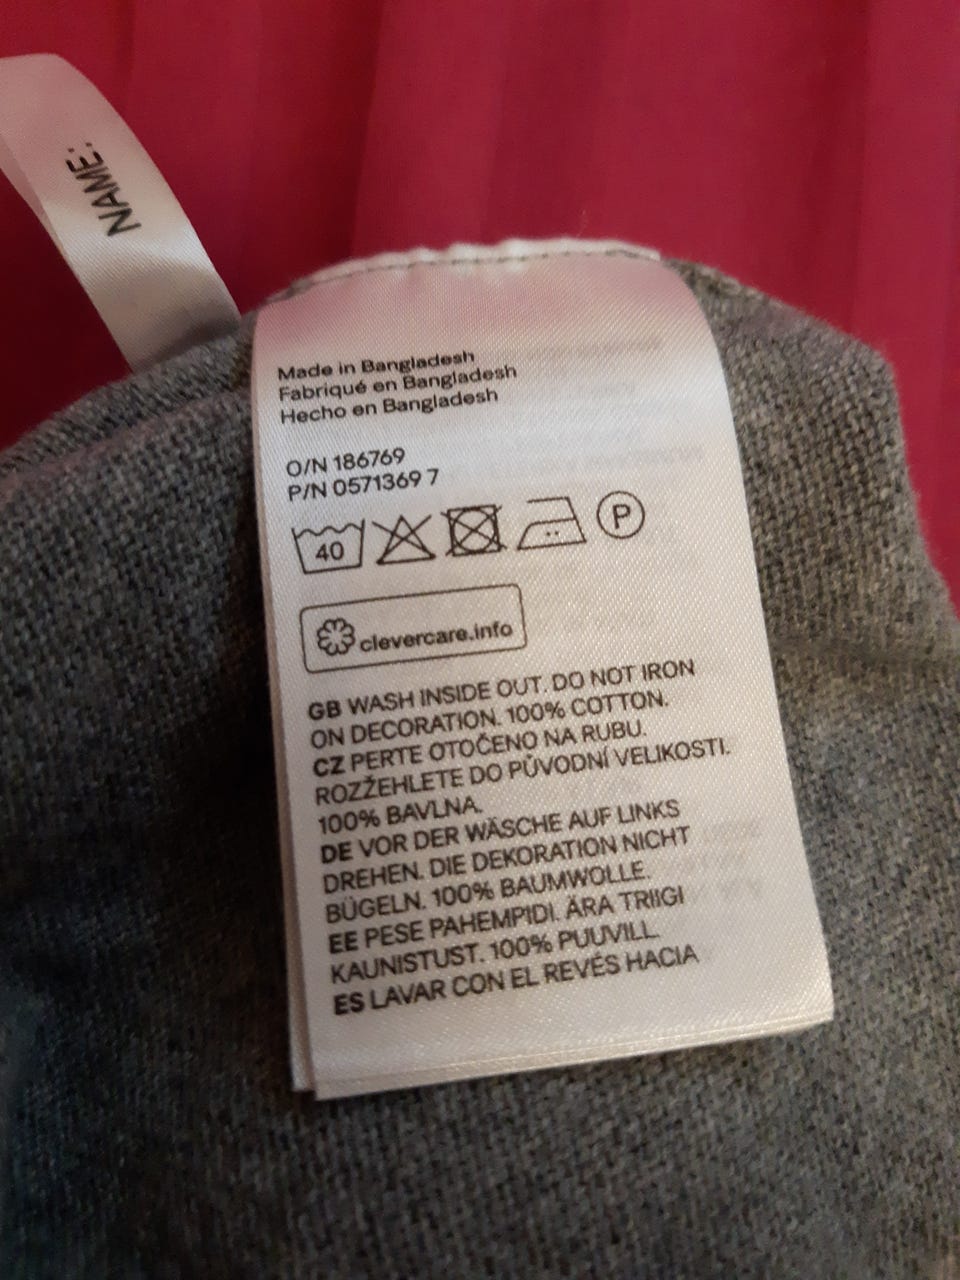 NAME:
Made in Bangladesh
Fabriqué en Bangladesh
Hecho en Bangladesh
O/N 186769
P/N 0571369 7
40
P
clevercare.info
GB WASH INSIDE OUT. DO NOT IRON
ON DECORATION. 100% COTTON.
CZ PERTE OTOČENO NA RUBU.
ROZŽEHLETE DO PŮVODNÍ VELIKOSTI.
100% BAVLNA.
DE VOR DER WÄSCHE AUF LINKS
DREHEN. DIE DEKORATION NICHT
BÜGELN. 100% BAUMWOLLE.
EE PESE PAHEMPIDI. ÄRA TRIIGI
KAUNISTUST. 100% PUUVILL.
ES LAVAR CON EL REVÉS HACIA